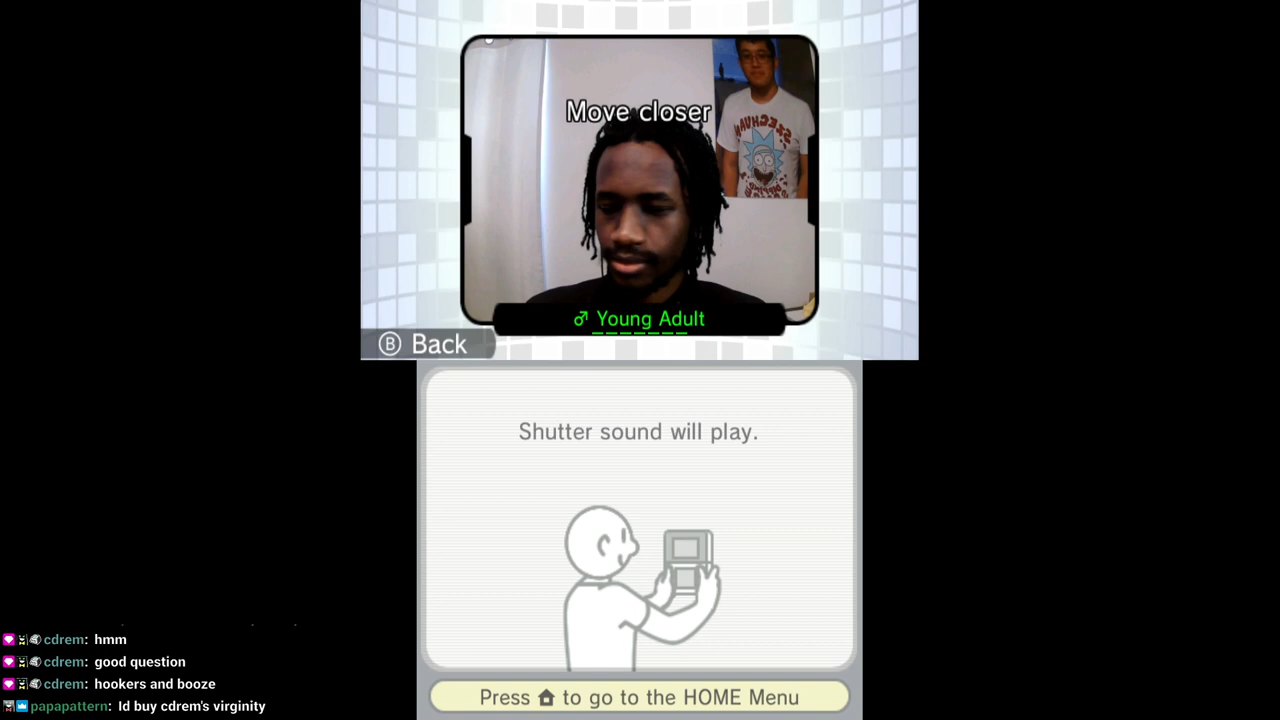 Move closer
♂ Young Adult
Ⓑ Back
Shutter sound will play.
Press to go to the HOME Menu
cdrem: hmm
cdrem: good question
cdrem: hookers and booze
papapattern: Id buy cdrem's virginity